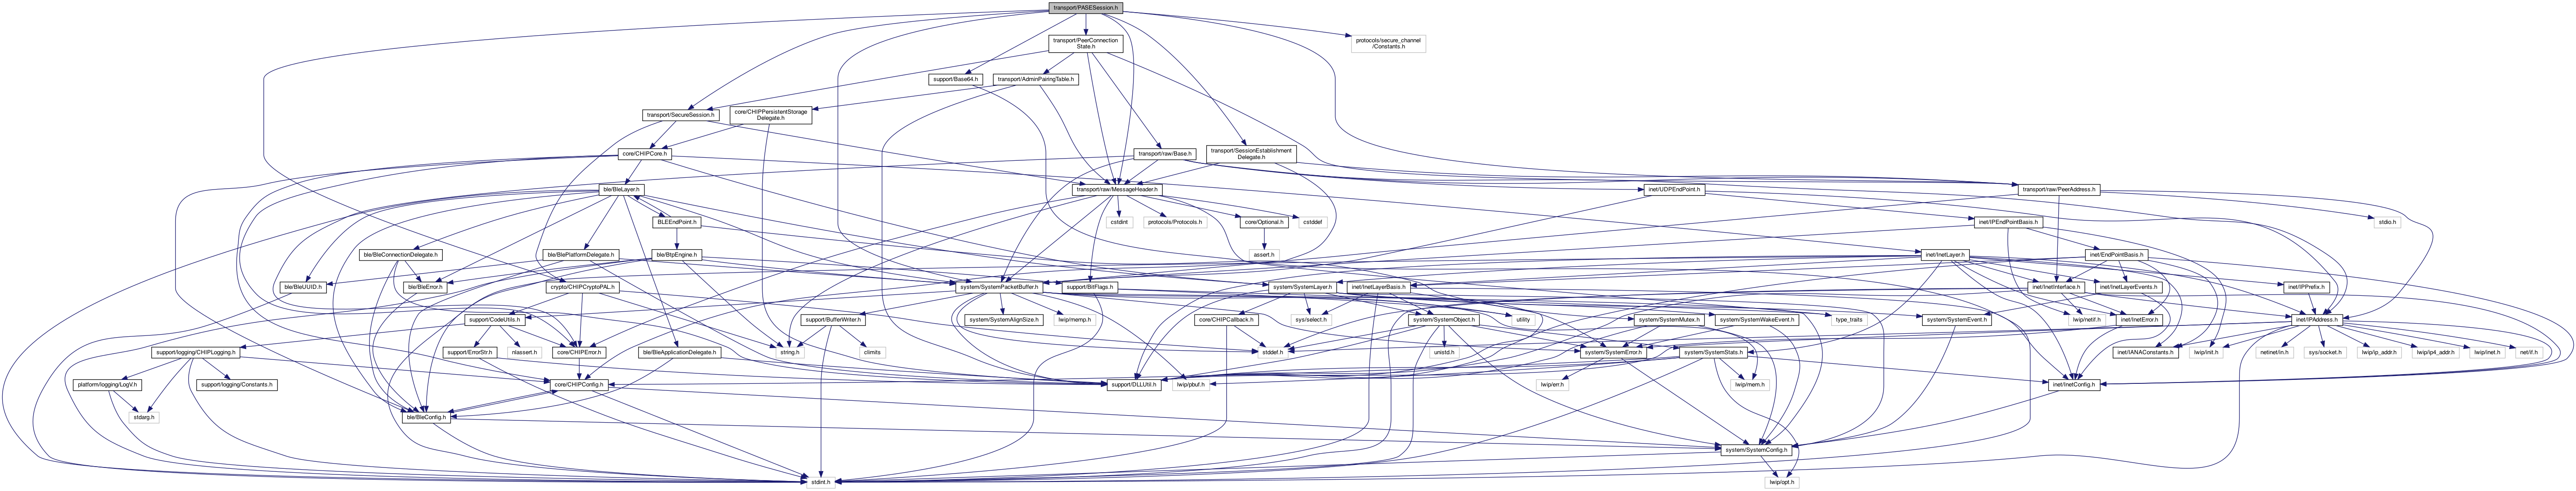 transport/PASESession.h
transport/PeerConnection
State.h
protocols/secure_channel
/Constants.h
support/Base64.h
transport/AdminPairingTable.h
transport/SecureSession.h
core/CHIPPersistentStorage
Delegate.h
core/CHIPCore.h
transport/raw/Base.h
transport/SessionEstablishment
Delegate.h
ble/BleLayer.h
transport/raw/MessageHeader.h
inet/UDPEndPoint.h
transport/raw/PeerAddress.h
BLEEndPoint.h
cstdint
protocols/Protocols.h
core/Optional.h
cstddef
inet/IPEndPointBasis.h
stdio.h
ble/BleConnectionDelegate.h
ble/BlePlatformDelegate.h
ble/BtpEngine.h
assert.h
inet/InetLayer.h
inet/EndPointBasis.h
ble/BleUUID.h
ble/BleError.h
crypto/CHIPCryptoPAL.h
system/SystemPacketBuffer.h
support/BitFlags.h
system/SystemLayer.h
inet/InetLayerBasis.h
inet/InetInterface.h
inet/InetLayerEvents.h
inet/IPPrefix.h
support/CodeUtils.h
system/SystemAlignSize.h
lwip/memp.h
support/BufferWriter.h
core/CHIPCallback.h
sys/select.h
system/SystemObject.h
utility
system/SystemMutex.h
system/SystemWakeEvent.h
type_traits
system/SystemEvent.h
lwip/netif.h
inet/InetError.h
inet/IPAddress.h
support/logging/CHIPLogging.h
support/ErrorStr.h
nlassert.h
core/CHIPError.h
ble/BleApplicationDelegate.h
string.h
climits
stddef.h
unistd.h
system/SystemError.h
system/SystemStats.h
inet/IANAConstants.h
lwip/init.h
netinet/in.h
sys/socket.h
lwip/ip_addr.h
lwip/ip4_addr.h
lwip/inet.h
net/if.h
platform/logging/LogV.h
support/logging/Constants.h
core/CHIPConfig.h
support/DLLUtil.h
lwip/pbuf.h
lwip/err.h
lwip/mem.h
inet/InetConfig.h
stdarg.h
ble/BleConfig.h
system/SystemConfig.h
stdint.h
lwip/opt.h